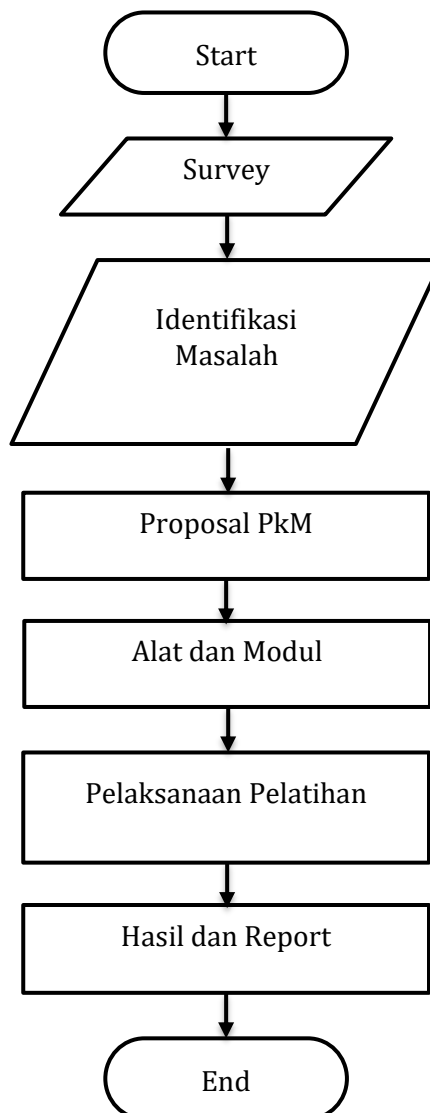 Start
Survey
Identifikasi
Masalah
Proposal PkM
Alat dan Modul
Pelaksanaan Pelatihan
Hasil dan Report
End